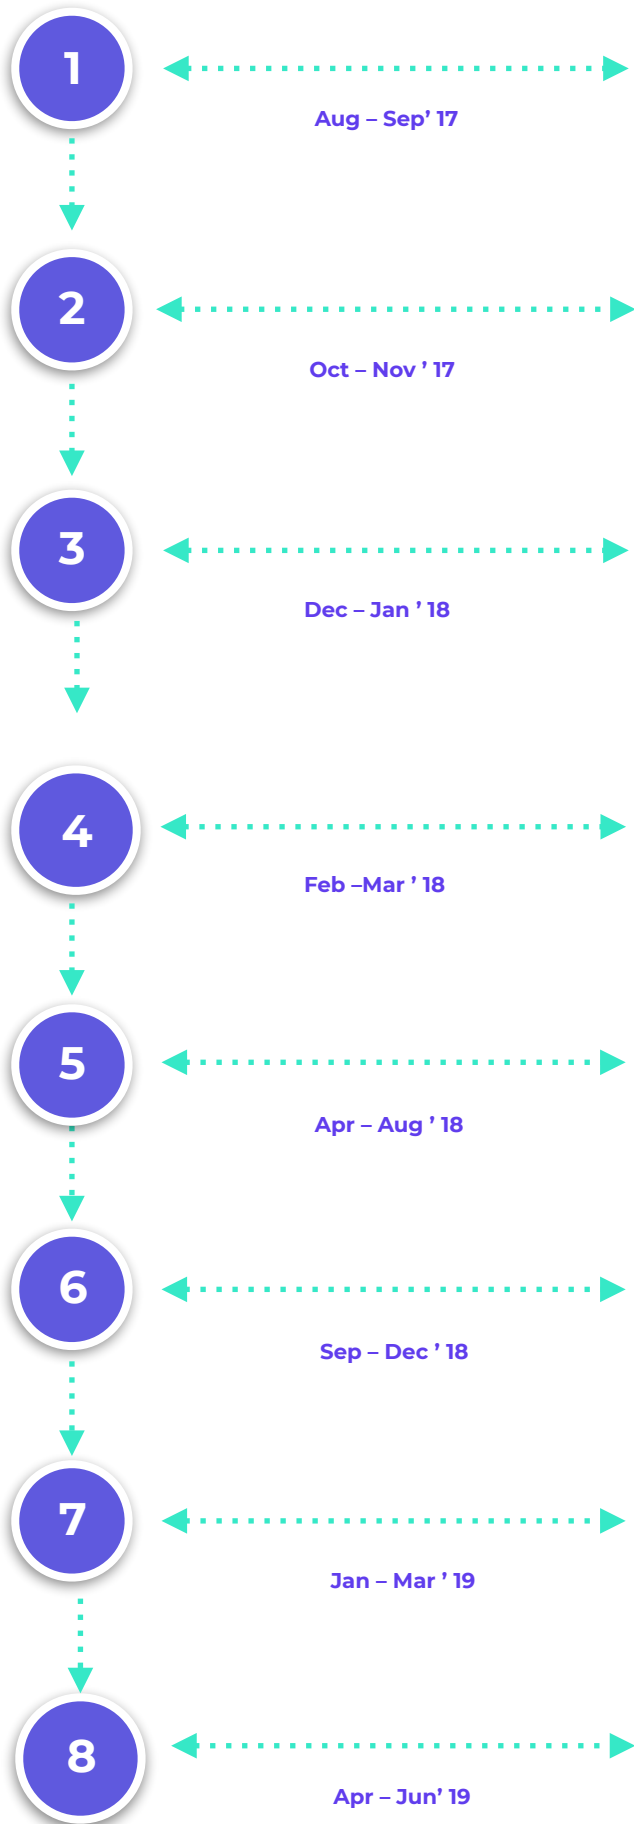 1
Aug – Sep’ 17
2
Oct – Nov ’ 17
3
Dec – Jan ’ 18
4
Feb –Mar ’ 18
5
Apr – Aug ’ 18
6
Sep – Dec ’ 18
7
Jan – Mar ’ 19
8
Apr – Jun’ 19